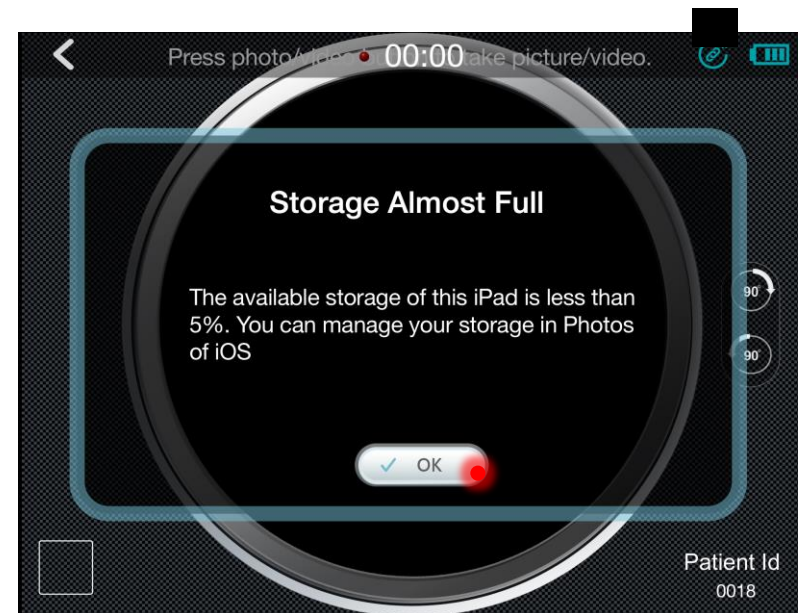 Press photo/video 00:00 take picture/video.
Storage Almost Full
The available storage of this iPad is less than
5%. You can manage your storage in Photos
of iOS
90°
90°
OK
Patient Id
0018